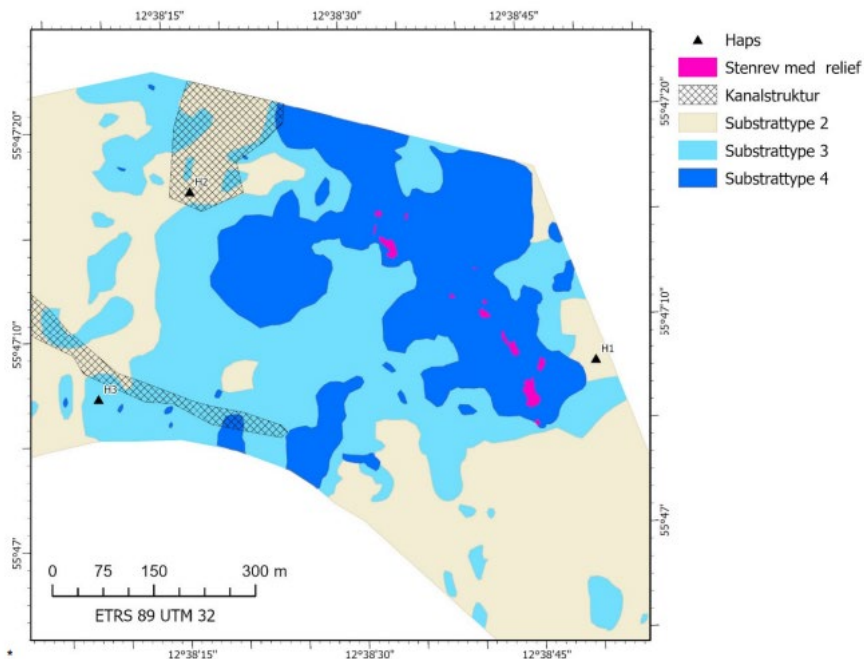 12°38'15" 12°38'30" 12°38'45"
Haps
Stenrev med relief
Kanalstruktur
Substrattype 2
Substrattype 3
Substrattype 4
55°47'20" 55°47'20"
H2
55°47'10" 55°47'10"
H1
H3
55°47' 55°47'
0 75 150 300 m
ETRS 89 UTM 32
*
12°38'15" 12°38'30" 12°38'45"